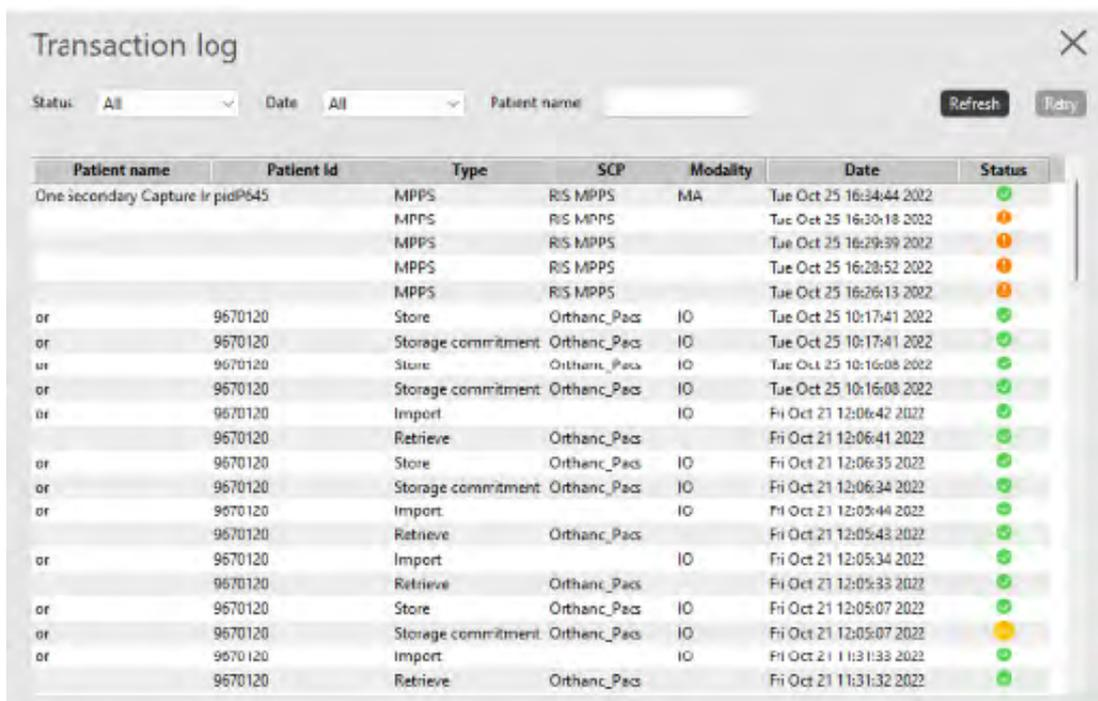 Transaction log
Status All Date All Patient name Refresh Retry
Patient name Patient Id Type SCP Modality Date Status
One Secondary Capture Ir pidP645 MPPS RIS MPPS MA Tue Oct 25 16:34:44 2022
MPPS RIS MPPS Tue Oct 25 16:30:18 2022
MPPS RIS MPPS Tue Oct 25 16:29:39 2022
MPPS RIS MPPS Tue Oct 25 16:28:52 2022
MPPS RIS MPPS Tue Oct 25 16:26:13 2022
or 9670120 Store Orthanc_Pacs IO Tue Oct 25 10:17:41 2022
or 9670120 Storage commitment Orthanc_Pacs IO Tue Oct 25 10:17:41 2022
or 9670120 Store Orthanc_Pacs IO Tue Oct 25 10:16:08 2022
or 9670120 Storage commitment Orthanc_Pacs IO Tue Oct 25 10:16:08 2022
or 9670120 Import IO Fri Oct 21 12:06:42 2022
9670120 Retrieve Orthanc_Pacs Fri Oct 21 12:06:41 2022
or 9670120 Store Orthanc_Pacs IO Fri Oct 21 12:06:35 2022
or 9670120 Storage commitment Orthanc_Pacs IO Fri Oct 21 12:06:34 2022
or 9670120 Import IO Fri Oct 21 12:05:44 2022
9670120 Retrieve Orthanc_Pacs Fri Oct 21 12:05:43 2022
or 9670120 Import IO Fri Oct 21 12:05:34 2022
9670120 Retrieve Orthanc_Pacs Fri Oct 21 12:05:33 2022
or 9670120 Store Orthanc_Pacs IO Fri Oct 21 12:05:07 2022
or 9670120 Storage commitment Orthanc_Pacs IO Fri Oct 21 12:05:07 2022
or 9670120 Import IO Fri Oct 21 11:31:33 2022
9670120 Retrieve Orthanc_Pacs Fri Oct 21 11:31:32 2022